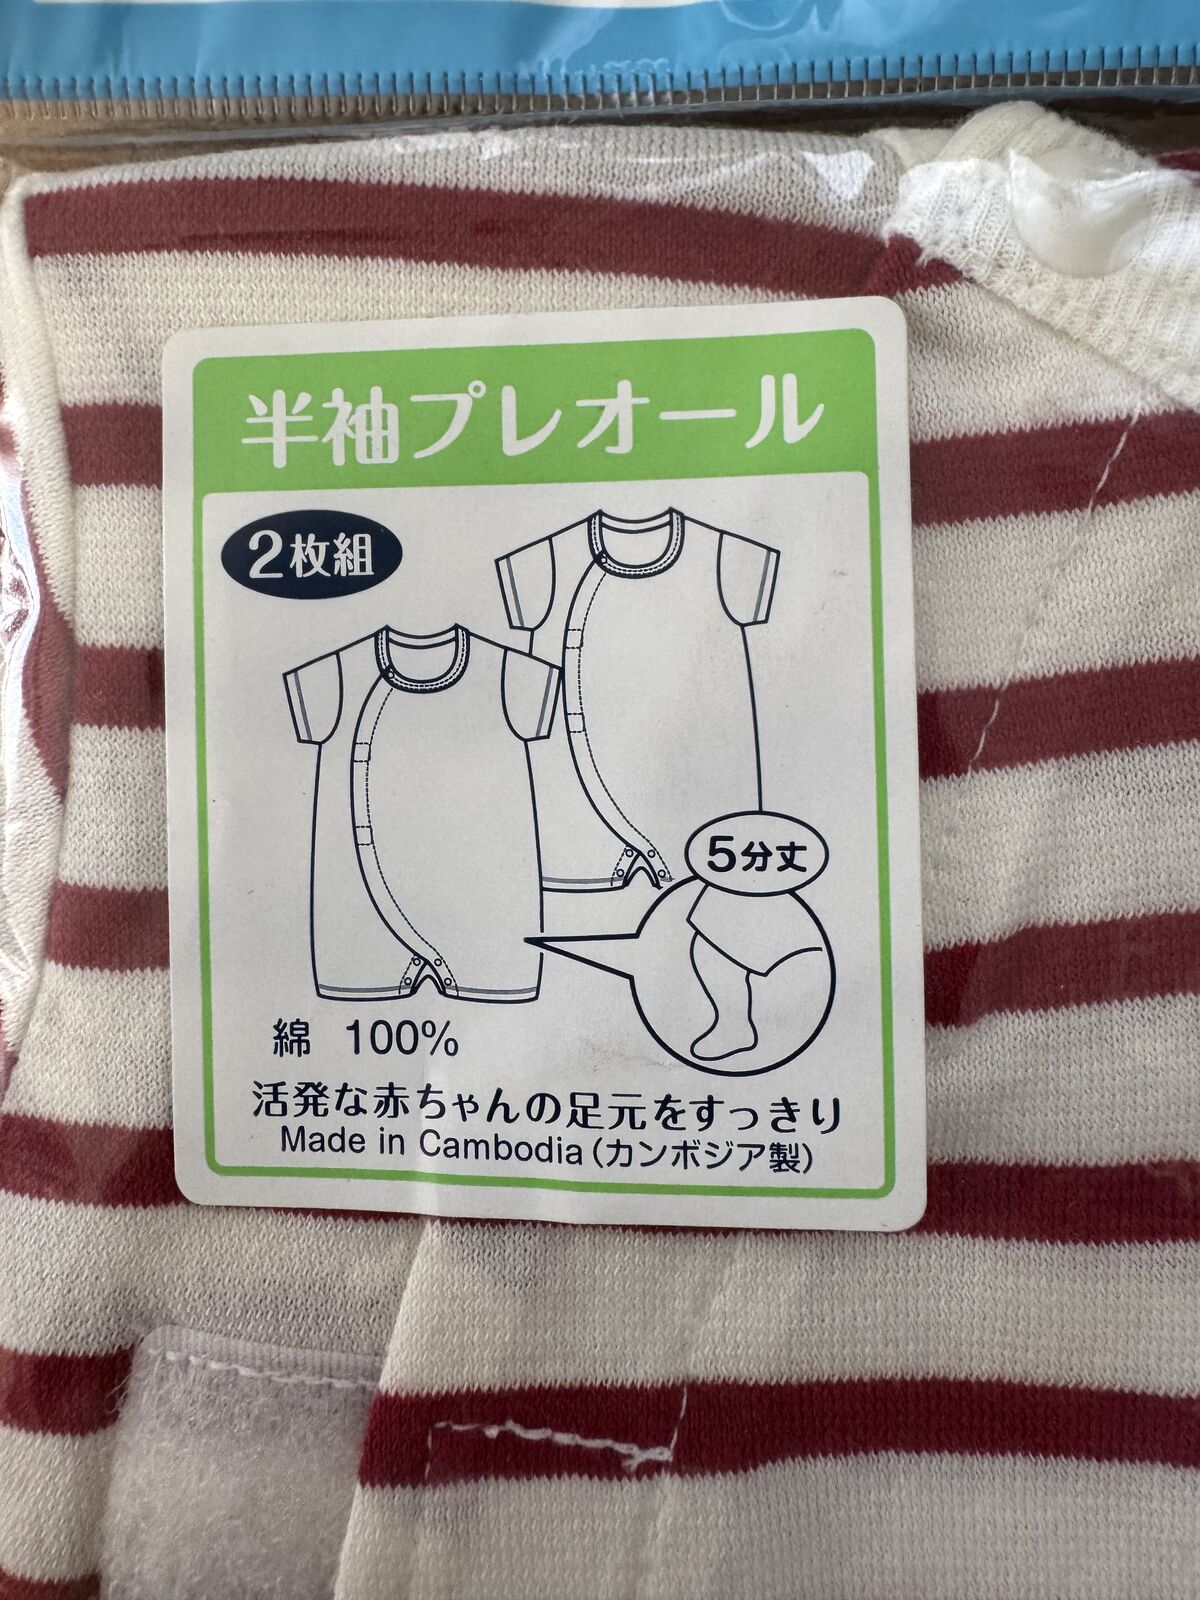 半袖プレオール
2枚組
5分丈
綿 100%
活発な赤ちゃんの足元をすっきり
Made in Cambodia(カンボジア製)